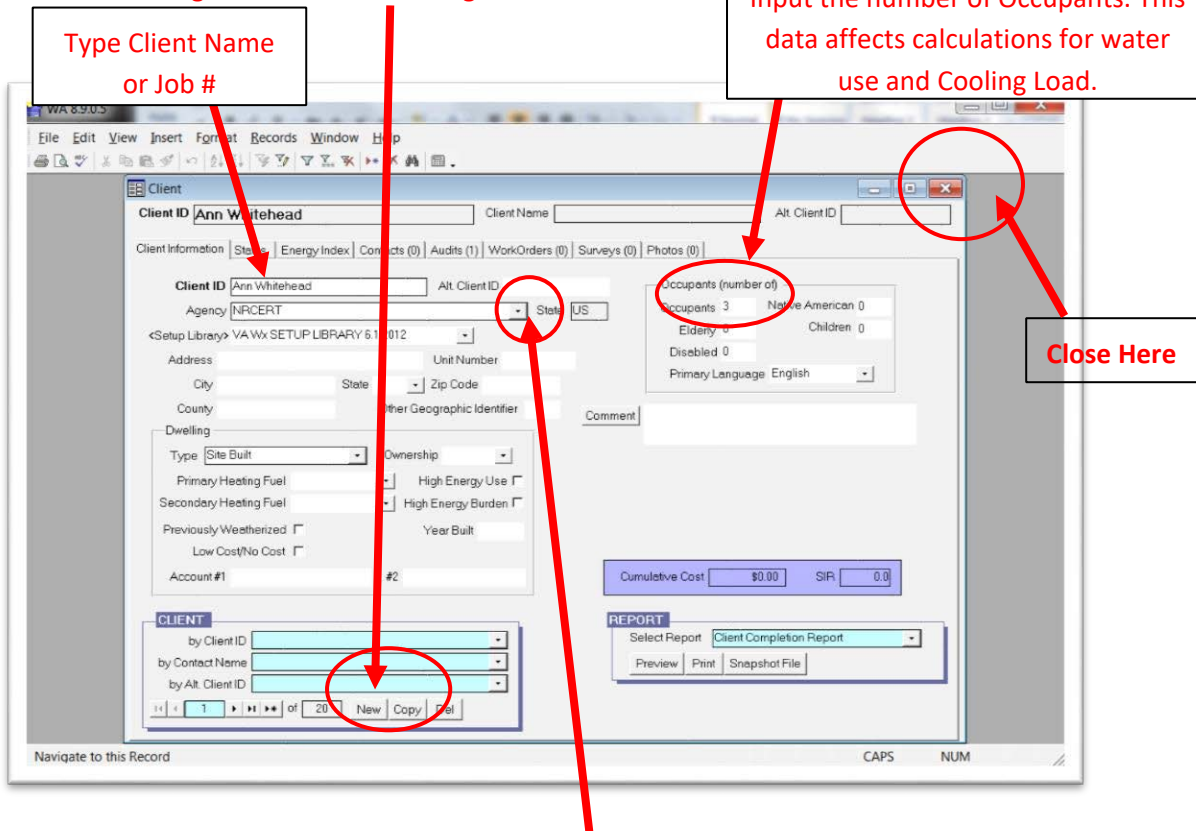 input the number of Occupants. This
data affects calculations for water
use and Cooling Load.
Type Client Name
or Job #
WA 8.9.0.5
File Edit View Insert Format Records Window Help
Client
Client ID Ann Whitehead Client Name Alt. Client ID
Client Information Status Energy Index Contacts (0) Audits (1) WorkOrders (0) Surveys (0) Photos (0)
Client ID Ann Whitehead Alt. Client ID
Agency NRCERT State US
<Setup Library> VA Wx SETUP LIBRARY 6.1 2012
Address Unit Number
City State Zip Code
County Other Geographic Identifier
Occupants (number of)
Occupants 3 Native American 0
Elderly 0 Children 0
Disabled 0
Primary Language English
Close Here
Comment
Dwelling
Type Site Built Ownership
Primary Heating Fuel High Energy Use
Secondary Heating Fuel High Energy Burden
Previously Weatherized Year Built
Low Cost/No Cost
Account #1 #2
Cumulative Cost $0.00 SIR 0.0
CLIENT
by Client ID
by Contact Name
by Alt. Client ID
1 of 20 New Copy Del
REPORT
Select Report Client Completion Report
Preview Print Snapshot File
Navigate to this Record CAPS NUM